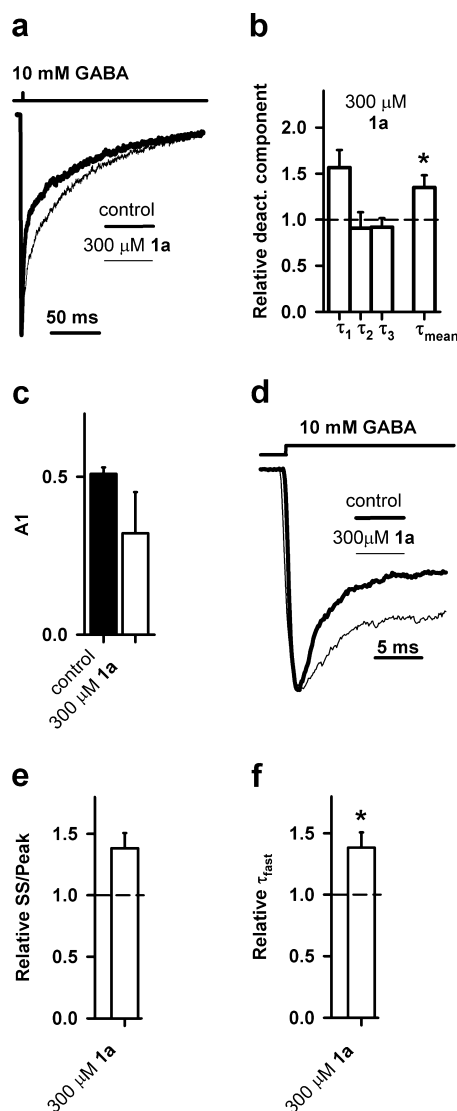 a
10 mM GABA
control
300 μM 1a
50 ms
b
Relative deact. component
2.0
1.5
1.0
0.5
0.0
300 μM
1a
*
τ1 τ2 τ3 τmean
c
A1
0.5
0.0
control
300 μM 1a
d
10 mM GABA
control
300μM 1a
5 ms
e
Relative SS/Peak
1.5
1.0
0.5
0.0
300 μM 1a
f
Relative τfast
1.5
1.0
0.5
0.0
*
300 μM 1a